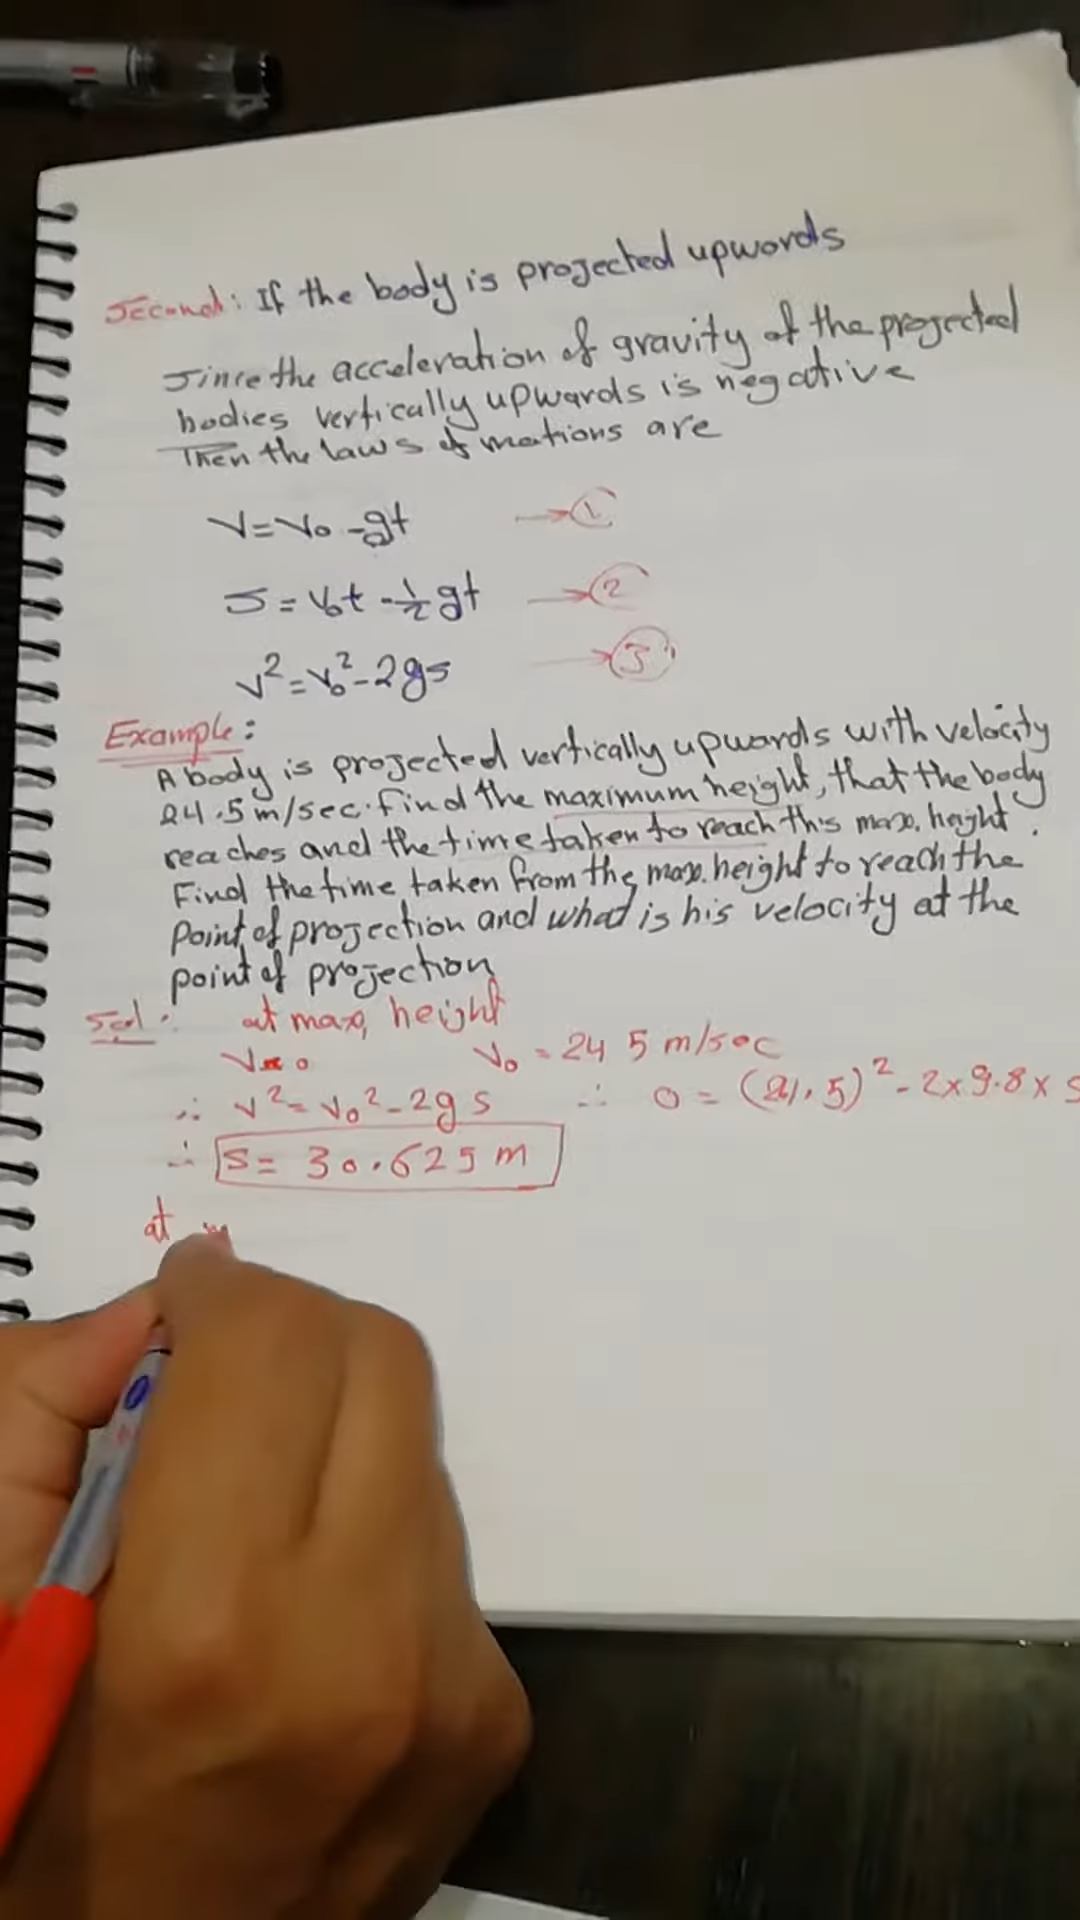 Second: If the body is projected upwords
Since the acceleration of gravity of the projected
bodies vertically upwards is negative
Then the laws of motions are
V = V₀ - gt → 1
S = V₀t - ½ gt → 2
V² = V₀² - 2gs → 3
Example:
A body is projected vertically upwards with velocity
24.5 m/sec. find the maximum height, that the body
reaches and the time taken to reach this max. height.
Find the time taken from the max. height to reach the
point of projection and what is his velocity at the
point of projection
Sol: at max, height
V = 0 V₀ = 24 5 m/sec
∴ V² = V₀² - 2g s ∴ 0 = (24.5)² - 2×9.8× S
∴ S = 30.625 m
at m